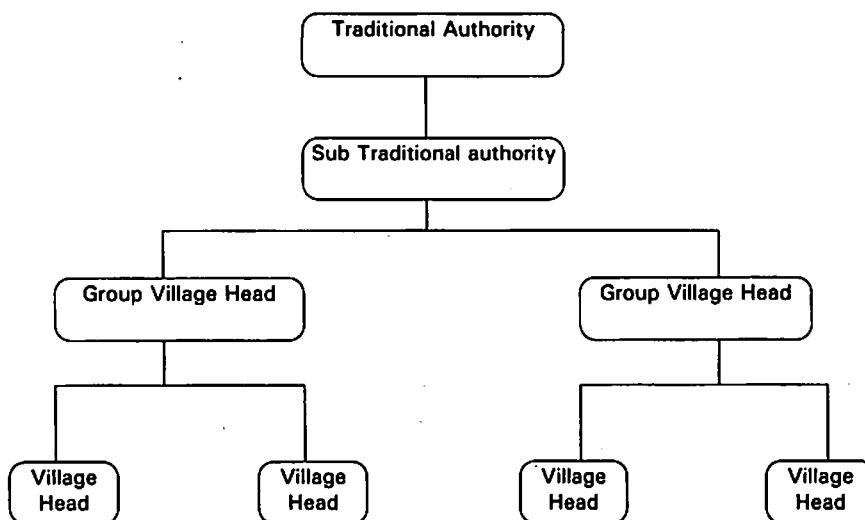 Traditional Authority
Sub Traditional authority
Group Village Head
Group Village Head
Village
Head
Village
Head
Village
Head
Village
Head